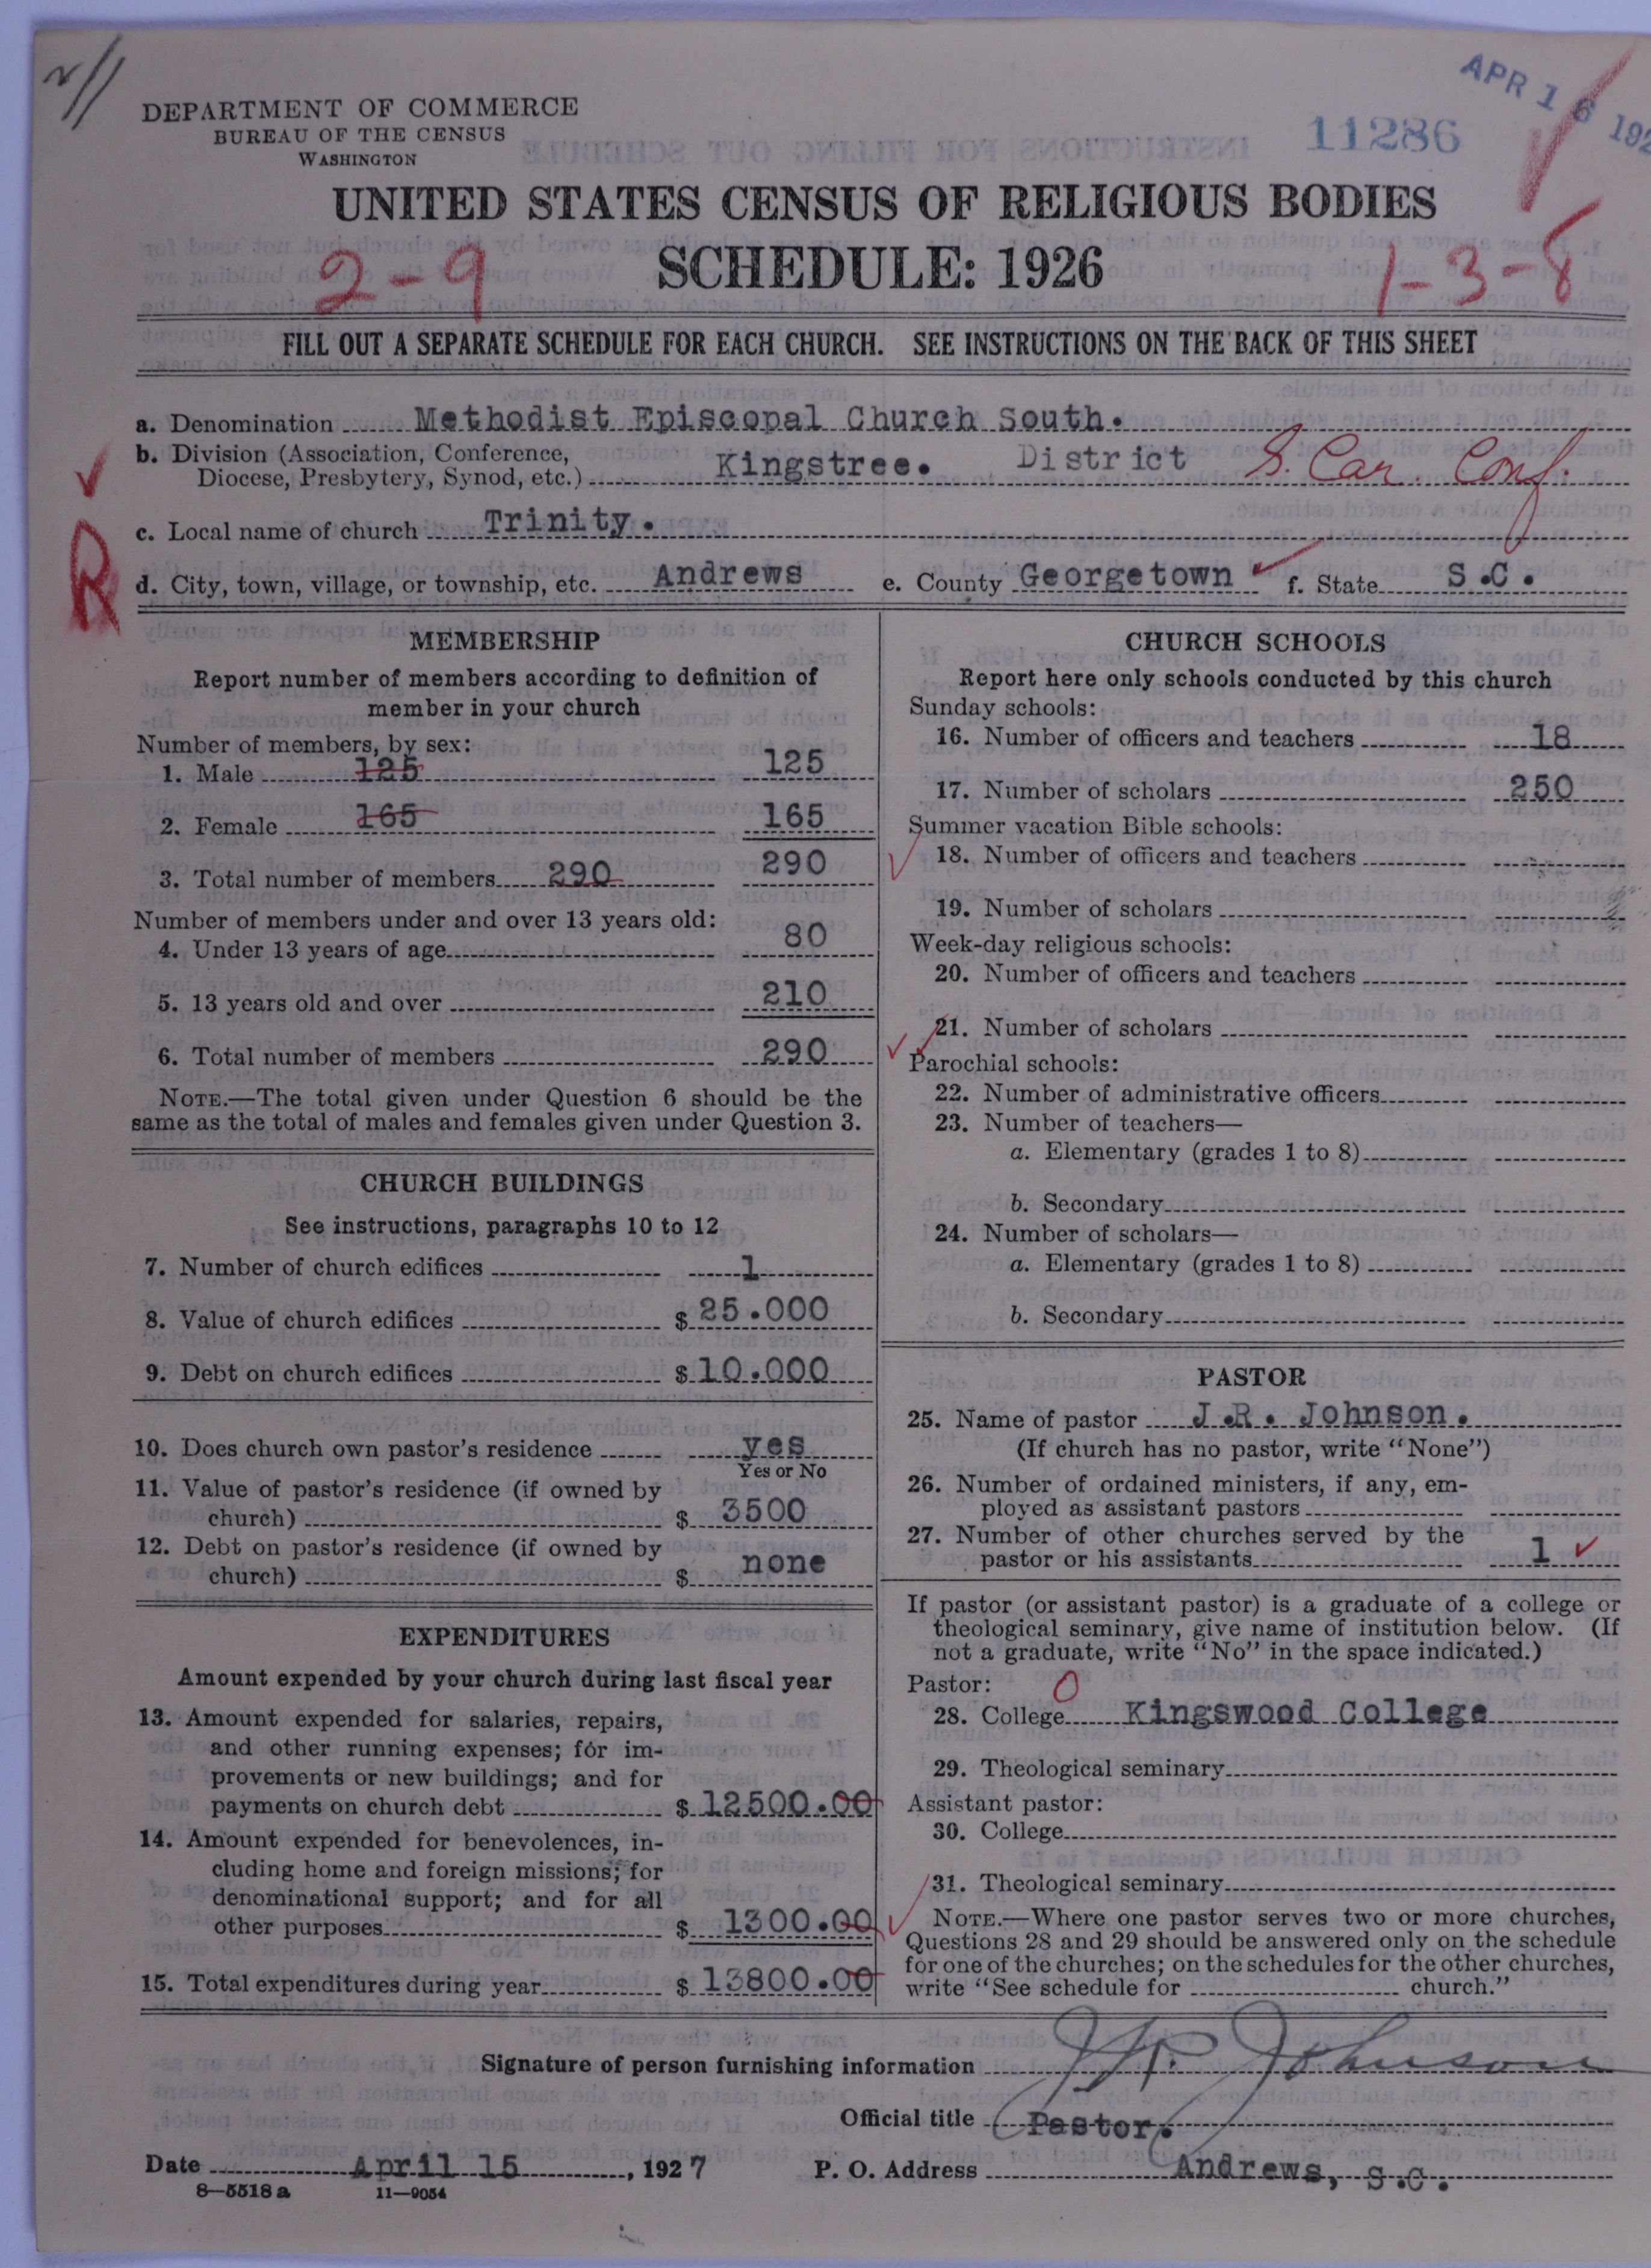 APR 16 192
11286
DEPARTMENT OF COMMERCE
BUREAU OF THE CENSUS
WASHINGTON
UNITED STATES CENSUS OF RELIGIOUS BODIES
2-9 SCHEDULE: 1926 1-3-8
FILL OUT A SEPARATE SCHEDULE FOR EACH CHURCH. SEE INSTRUCTIONS ON THE BACK OF THIS SHEET
a. Denomination Methodist Episcopal Church South.
b. Division (Association, Conference,
Diocese, Presbytery, Synod, etc.) Kingstree. District S. Car. Conf.
c. Local name of church Trinity.
R
d. City, town, village, or township, etc. Andrews e. County Georgetown f. State S.C.
MEMBERSHIP
Report number of members according to definition of
member in your church
Number of members, by sex:
1. Male 125 125
2. Female 165 165
3. Total number of members 290 290
Number of members under and over 13 years old:
4. Under 13 years of age 80
5. 13 years old and over 210
6. Total number of members 290
NOTE.—The total given under Question 6 should be the
same as the total of males and females given under Question 3.
CHURCH BUILDINGS
See instructions, paragraphs 10 to 12
7. Number of church edifices 1
8. Value of church edifices $ 25.000
9. Debt on church edifices $ 10.000
10. Does church own pastor's residence yes
Yes or No
11. Value of pastor's residence (if owned by
church) $ 3500
12. Debt on pastor's residence (if owned by
church) $ none
EXPENDITURES
Amount expended by your church during last fiscal year
13. Amount expended for salaries, repairs,
and other running expenses; for im-
provements or new buildings; and for
payments on church debt $ 12500.00
14. Amount expended for benevolences, in-
cluding home and foreign missions; for
denominational support; and for all
other purposes $ 1300.00
15. Total expenditures during year $ 13800.00
CHURCH SCHOOLS
Report here only schools conducted by this church
Sunday schools:
16. Number of officers and teachers 18
17. Number of scholars 250
Summer vacation Bible schools:
18. Number of officers and teachers
19. Number of scholars
Week-day religious schools:
20. Number of officers and teachers
21. Number of scholars
Parochial schools:
22. Number of administrative officers
23. Number of teachers—
a. Elementary (grades 1 to 8)
b. Secondary
24. Number of scholars—
a. Elementary (grades 1 to 8)
b. Secondary
PASTOR
25. Name of pastor J.R. Johnson.
(If church has no pastor, write "None")
26. Number of ordained ministers, if any, em-
ployed as assistant pastors
27. Number of other churches served by the
pastor or his assistants 1
If pastor (or assistant pastor) is a graduate of a college or
theological seminary, give name of institution below. (If
not a graduate, write "No" in the space indicated.)
Pastor: 0
28. College Kingswood College
29. Theological seminary
Assistant pastor:
30. College
31. Theological seminary
NOTE.—Where one pastor serves two or more churches,
Questions 28 and 29 should be answered only on the schedule
for one of the churches; on the schedules for the other churches,
write "See schedule for church."
Signature of person furnishing information J R Johnson
Official title Pastor.
Date April 15, 1927 P. O. Address Andrews, S.C.
8—5518 a 11—9054